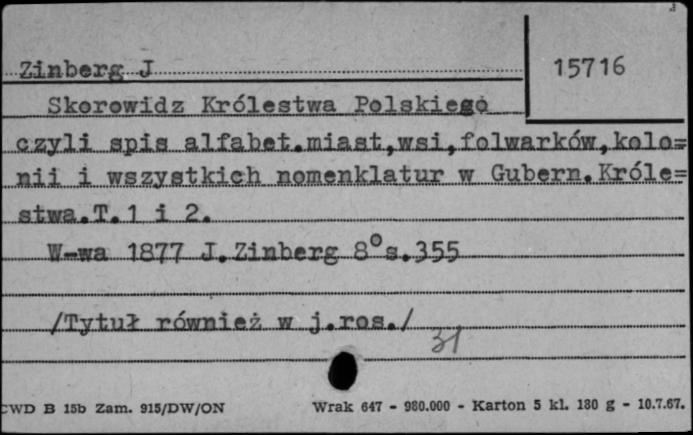 Zinberg J
15716
Skorowidz Królestwa Polskiego
czyli spis alfabet.miast,wsi,folwarków,kolo=
nii i wszystkich nomenklatur w Gubern.Króle=
stwa.T.1 i 2.
W-wa 1877 J.Zinberg 8°s.355
/Tytuł również w j.ros./
31
CWD B 15b Zam. 915/DW/ON
Wrak 647 - 980.000 - Karton 5 kl. 180 g - 10.7.67.